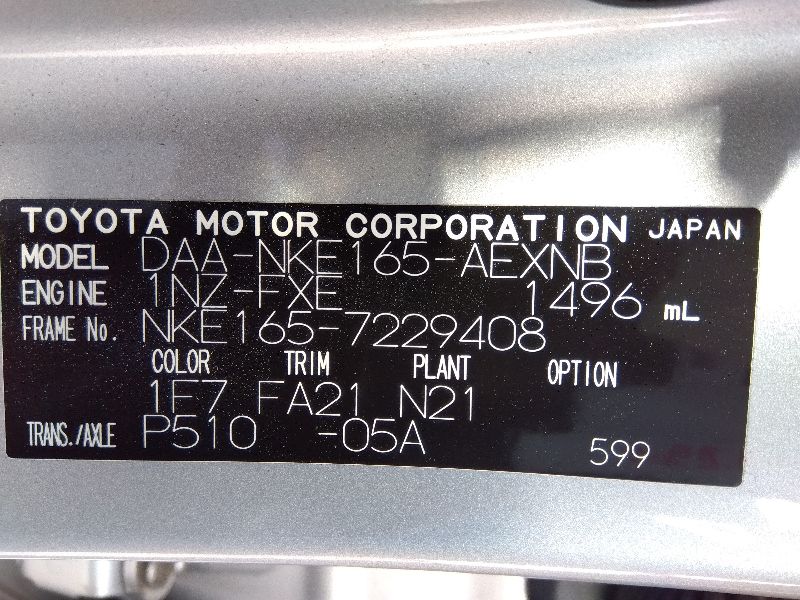 TOYOTA MOTOR CORPORATION JAPAN
MODEL DAA-NKE165-AEXNB
ENGINE 1NZ-FXE 1496 mL
FRAME No. NKE165-7229408
COLOR TRIM PLANT OPTION
1F7 FA21 N21
TRANS./AXLE P510 -05A
599